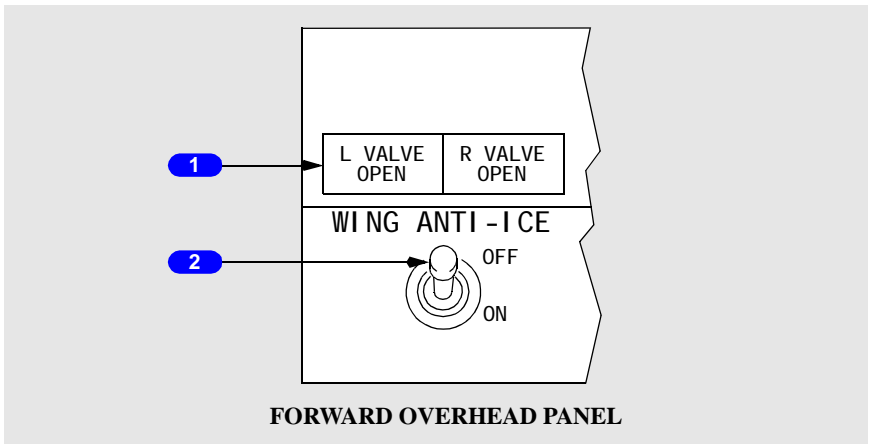 1
L VALVE OPEN
R VALVE OPEN
WING ANTI-ICE
2
OFF
ON
FORWARD OVERHEAD PANEL